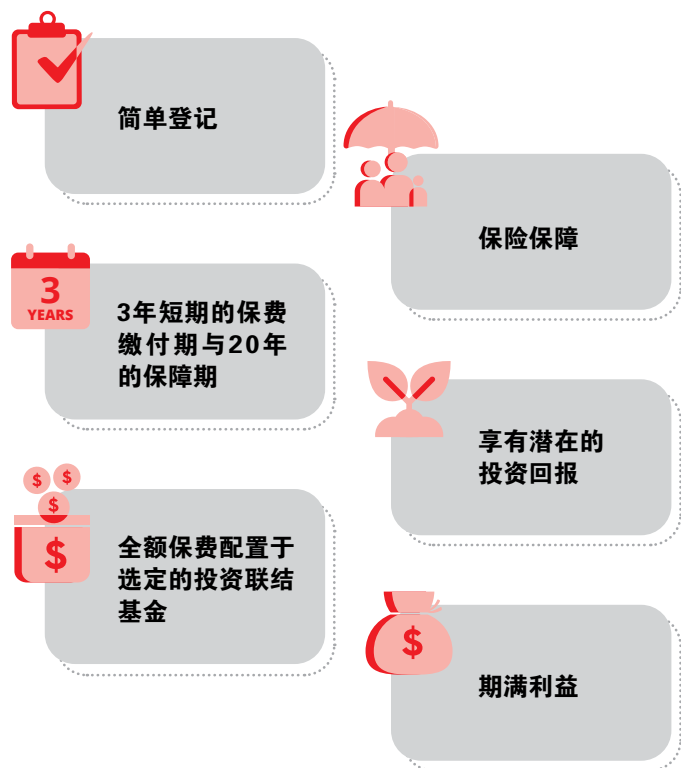 简单登记
保险保障
3
YEARS
3年短期的保费
缴付期与20年
的保障期
享有潜在的
投资回报
$
$
$
$
全额保费配置于
选定的投资联结
基金
$
期满利益